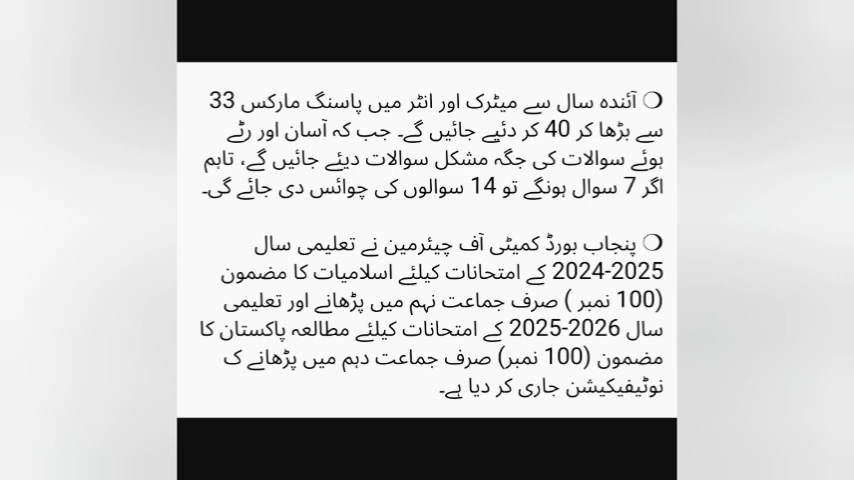 ❍ آئندہ سال سے میٹرک اور انٹر میں پاسنگ مارکس 33
سے بڑھا کر 40 کر دئیے جائیں گے۔ جب کہ آسان اور رٹے
ہوئے سوالات کی جگہ مشکل سوالات دیئے جائیں گے، تاہم
اگر 7 سوال ہونگے تو 14 سوالوں کی چوائس دی جائے گی۔
❍ پنجاب بورڈ کمیٹی آف چیئرمین نے تعلیمی سال
2024-2025 کے امتحانات کیلئے اسلامیات کا مضمون
(100 نمبر ) صرف جماعت نہم میں پڑھانے اور تعلیمی
سال 2026-2025 کے امتحانات کیلئے مطالعہ پاکستان کا
مضمون (100 نمبر) صرف جماعت دہم میں پڑھانے ک
نوٹیفیکیشن جاری کر دیا ہے۔